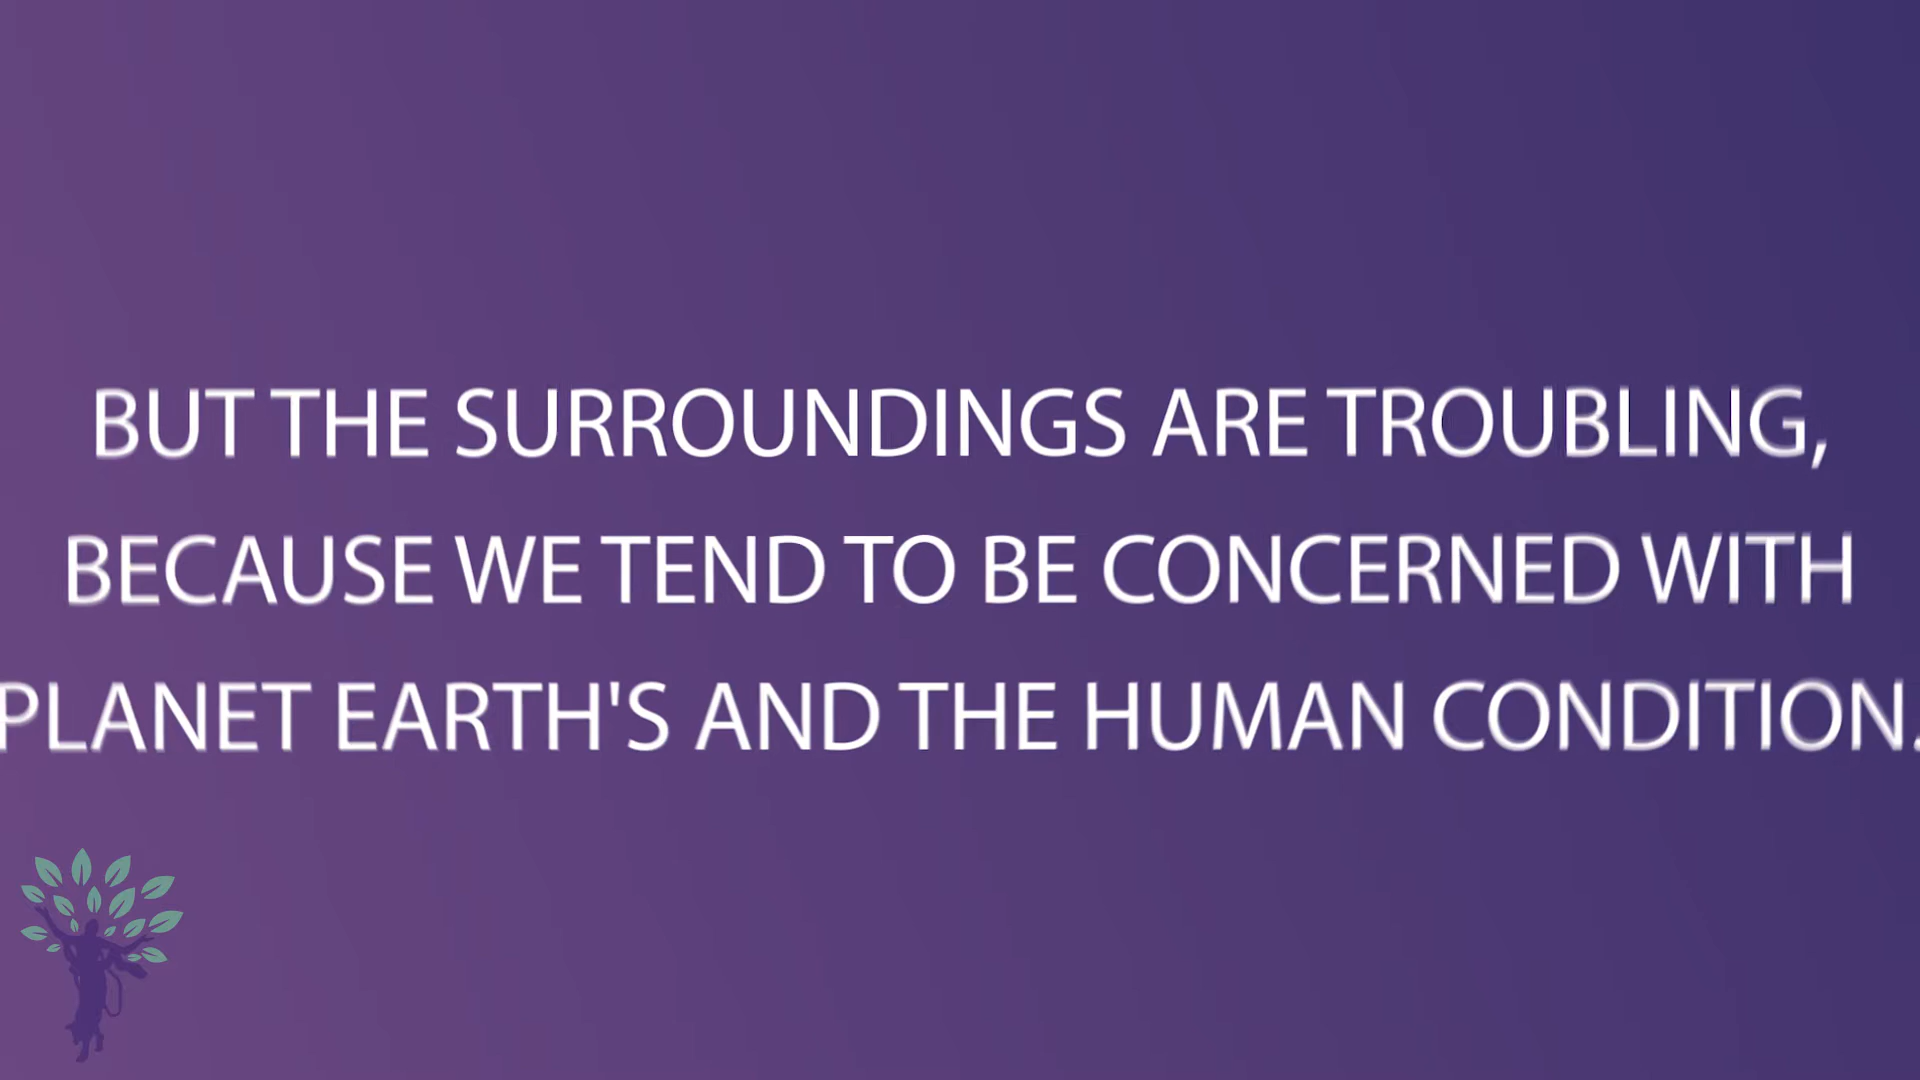 BUT THE SURROUNDINGS ARE TROUBLING,
BECAUSE WE TEND TO BE CONCERNED WITH
PLANET EARTH'S AND THE HUMAN CONDITION.